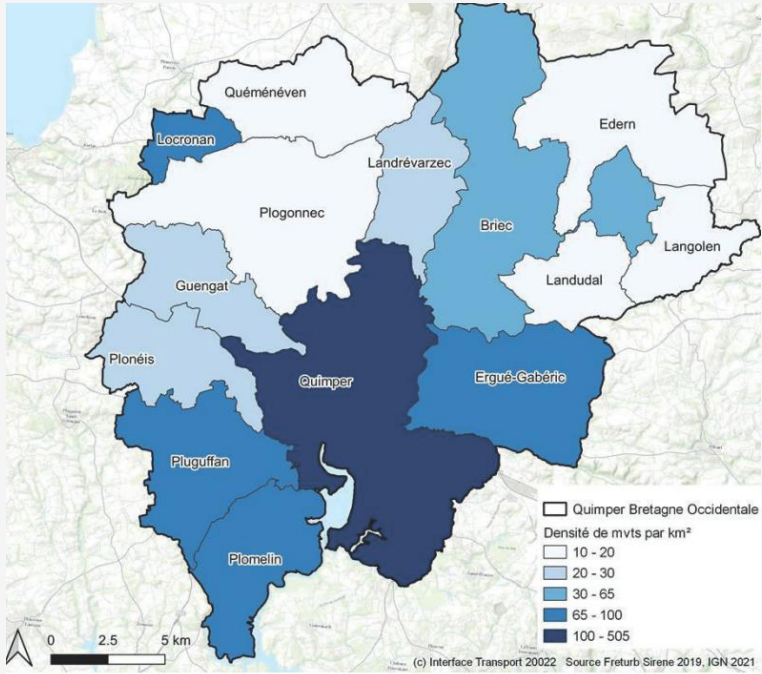 Quéménéven
Edern
Locronan
Landrévarzec
Plogonnec
Briec
Langolen
Guengat
Landudal
Plonéis
Quimper
Ergué-Gabéric
Pluguffan
Plomelin
Quimper Bretagne Occidentale
Densité de mvts par km²
10 - 20
20 - 30
30 - 65
65 - 100
100 - 505
0 2.5 5 km
(c) Interface Transport 20022 Source Freturb Sirene 2019, IGN 2021